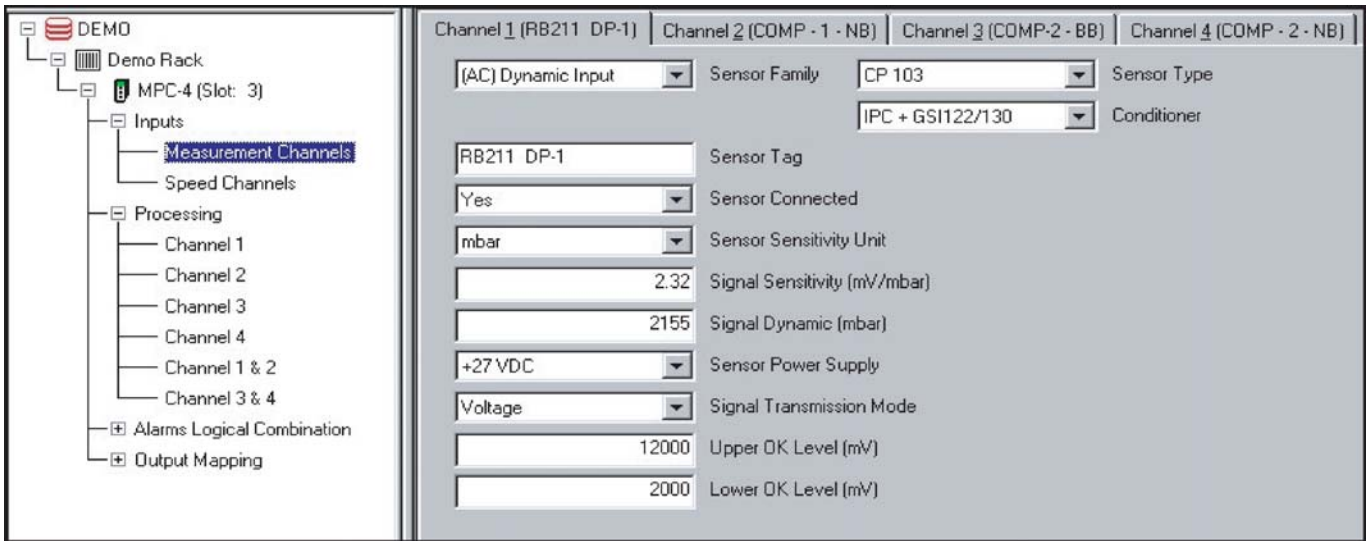 DEMO
Demo Rack
MPC-4 (Slot: 3)
Inputs
Measurement Channels
Speed Channels
Processing
Channel 1
Channel 2
Channel 3
Channel 4
Channel 1 & 2
Channel 3 & 4
Alarms Logical Combination
Output Mapping
Channel 1 (RB211 DP-1) Channel 2 (COMP - 1 - NB) Channel 3 (COMP-2 - BB) Channel 4 (COMP - 2 - NB)
(AC) Dynamic Input Sensor Family CP 103 Sensor Type
IPC + GSI122/130 Conditioner
RB211 DP-1 Sensor Tag
Yes Sensor Connected
mbar Sensor Sensitivity Unit
2.32 Signal Sensitivity (mV/mbar)
2155 Signal Dynamic (mbar)
+27 VDC Sensor Power Supply
Voltage Signal Transmission Mode
12000 Upper OK Level (mV)
2000 Lower OK Level (mV)